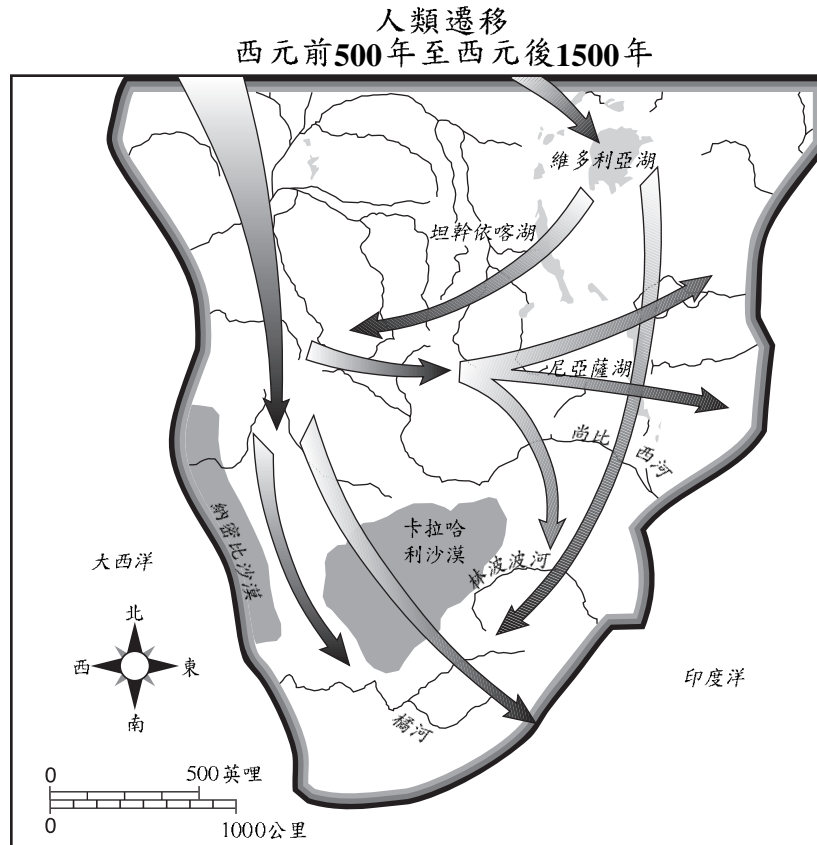 人類遷移
西元前500年至西元後1500年
維多利亞湖
坦幹依喀湖
尼亞薩湖
尚比西河
卡拉哈
利沙漠
納密比沙漠
林波波河
大西洋
北
西
東
南
印度洋
橘河
0
500英哩
0
1000公里